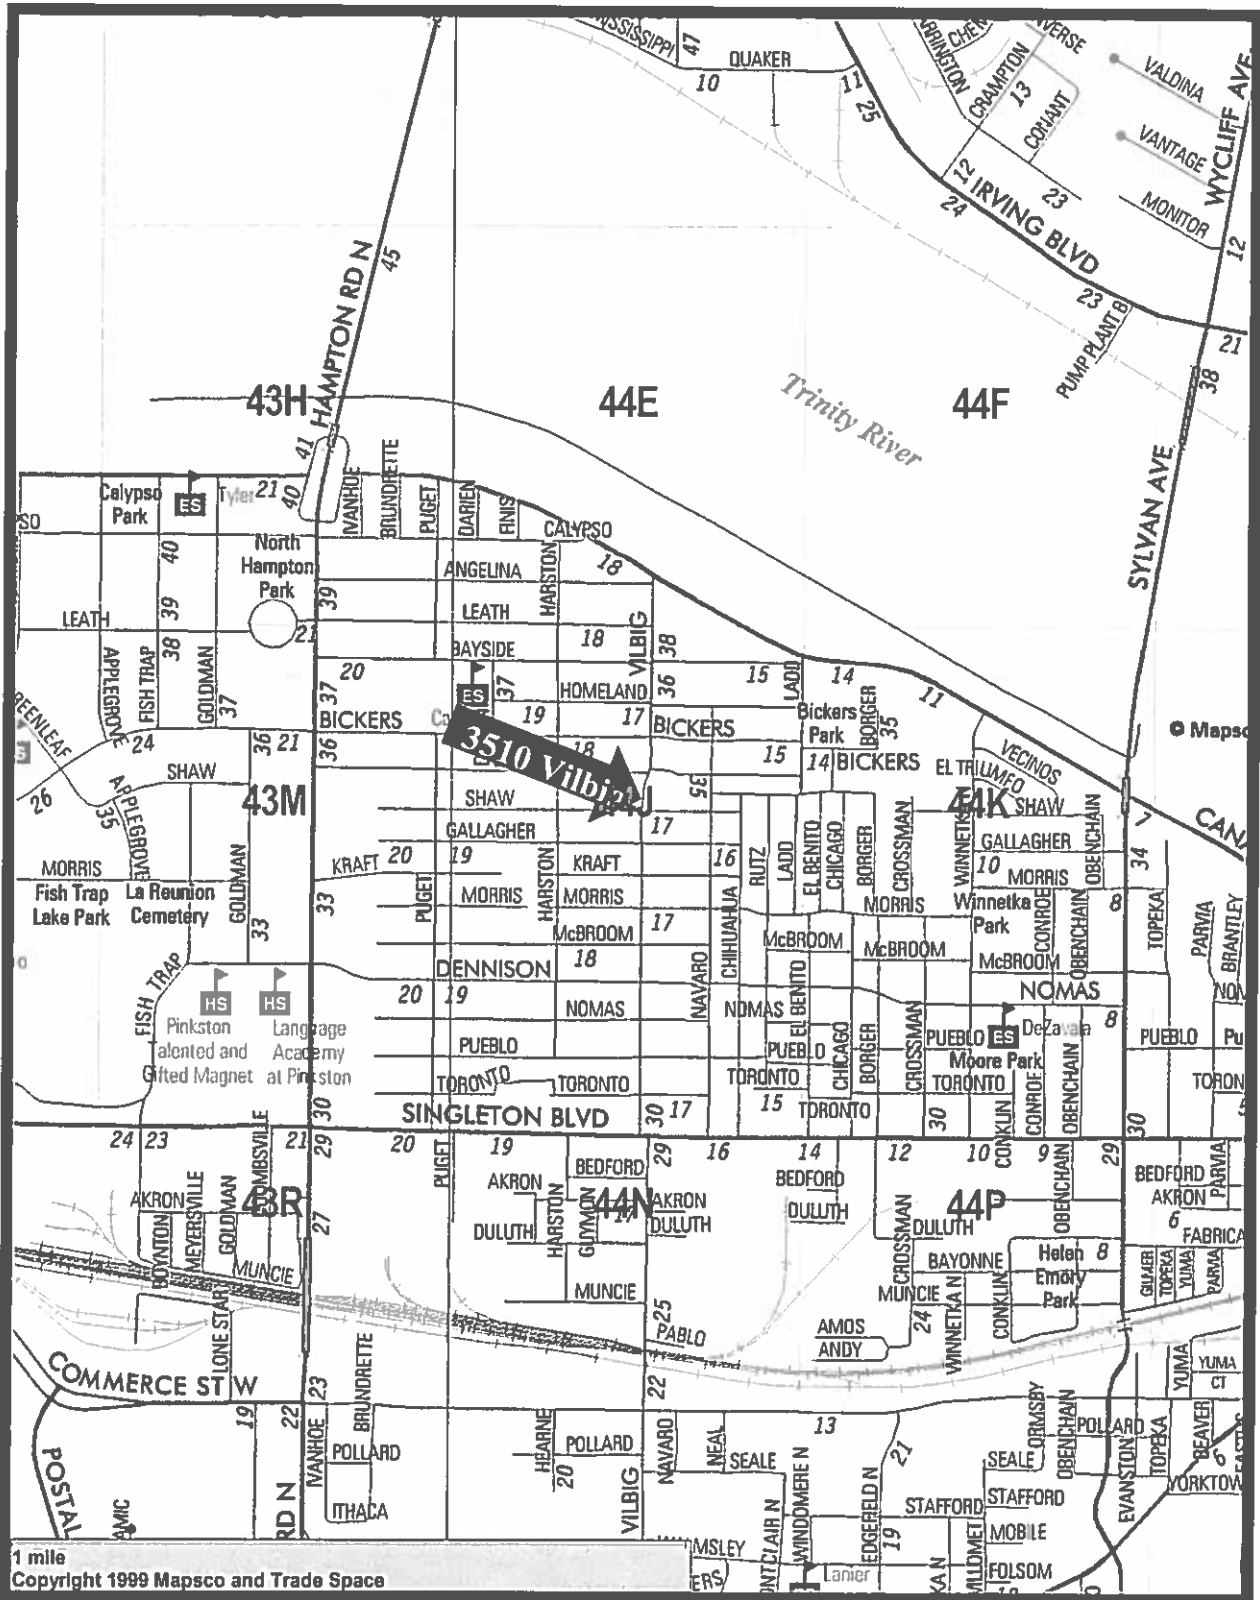 MISSISSIPPI
47
QUAKER
10
11
25
CRAMPTON
13
CONANT
VALDINA
VANTAGE
WYCLIFF AVE
12
IRVING BLVD
24
23
MONITOR
12
23
PUMP PLANT B
21
38
HAMPTON RD N
45
43H
44E
44F
Trinity River
41
40
Calypso
Park
ES
Tyler
21
IVANHOE
BRUNDRETTE
PUGET
DARIEN
FINIS
CALYPSO
18
SYLVAN AVE
North
Hampton
Park
40
39
ANGELINA
HARSTON
LEATH
39
38
21
LEATH
18
VILBIG
38
APPLEGROVE
FISH TRAP
GOLDMAN
37
20
37
BAYSIDE
ES
37
HOMELAND
36
15
LADD
14
11
BICKERS
19
17
BICKERS
Bickers
Park
BORGER
35
24
36
21
36
3510 Vilbig
18
15
14
BICKERS
EL TRIUMFO
VECINOS
© Mapsco
26
SHAW
APPLEGROVE
35
43M
SHAW
17
35
44K
SHAW
7
GALLAGHER
GALLAGHER
10
OBENCHAIN
34
MORRIS
Fish Trap
Lake Park
La Reunion
Cemetery
GOLDMAN
33
33
KRAFT
20
19
KRAFT
16
RUTZ
LADD
EL BENITO
CHICAGO
BORGER
CROSSMAN
WINNETKA
MORRIS
PUGET
MORRIS
HARSTON
MORRIS
CHIHUAHUA
MORRIS
Winnetka
Park
CONROE
OBENCHAIN
8
TOPEKA
PARVIA
BRANTLEY
McBROOM
17
McBROOM
McBROOM
McBROOM
FISH TRAP
DENNISON
18
NAVARO
NOMAS
HS
HS
20
19
NOMAS
NOMAS
EL BENITO
Pinkston
Talented and
Gifted Magnet
Language
Academy
at Pinkston
PUEBLO
PUEBLO
CHICAGO
BORGER
CROSSMAN
PUEBLO
ES
DeZavala
8
PUEBLO
Moore Park
TORONTO
TORONTO
TORONTO
TORONTO
TORONTO
CONROE
OBENCHAIN
30
SINGLETON BLVD
30
17
15
30
CONKLIN
30
24
23
21
29
20
PUGET
19
29
16
14
12
10
9
29
BEDFORD
BEDFORD
BEDFORD
PARVIA
AKRON
AKRON
AKRON
AKRON
43R
44N
44P
BOYNTON
MEYERSVILLE
GOLDMAN
27
DULUTH
HARSTON
GUYMON
17
DULUTH
DULUTH
CROSSMAN
DULUTH
OBENCHAIN
6
MUNCIE
MUNCIE
BAYONNE
Helen
Emory
Park
8
GILMER
TOPEKA
YUMA
PARVIA
MUNCIE
24
WINNETKA N
CONKLIN
25
PABLO
AMOS
ANDY
LONE STAR
COMMERCE ST W
23
BRUNDRETTE
22
YUMA
YUMA
CT
19
22
IVANHOE
13
21
ORMSBY
OBENCHAIN
POLLARD
TOPEKA
BEAVER
6
POSTAL
RD N
POLLARD
HEARNE
20
POLLARD
VILBIG
NAVARO
NEAL
SEALE
WINDOMERE N
EDGEFIELD N
19
SEALE
EVANSTON
STAFFORD
STAFFORD
ITHACA
MOBILE
FOLSOM
Lanier
1 mile
Copyright 1999 Mapsco and Trade Space